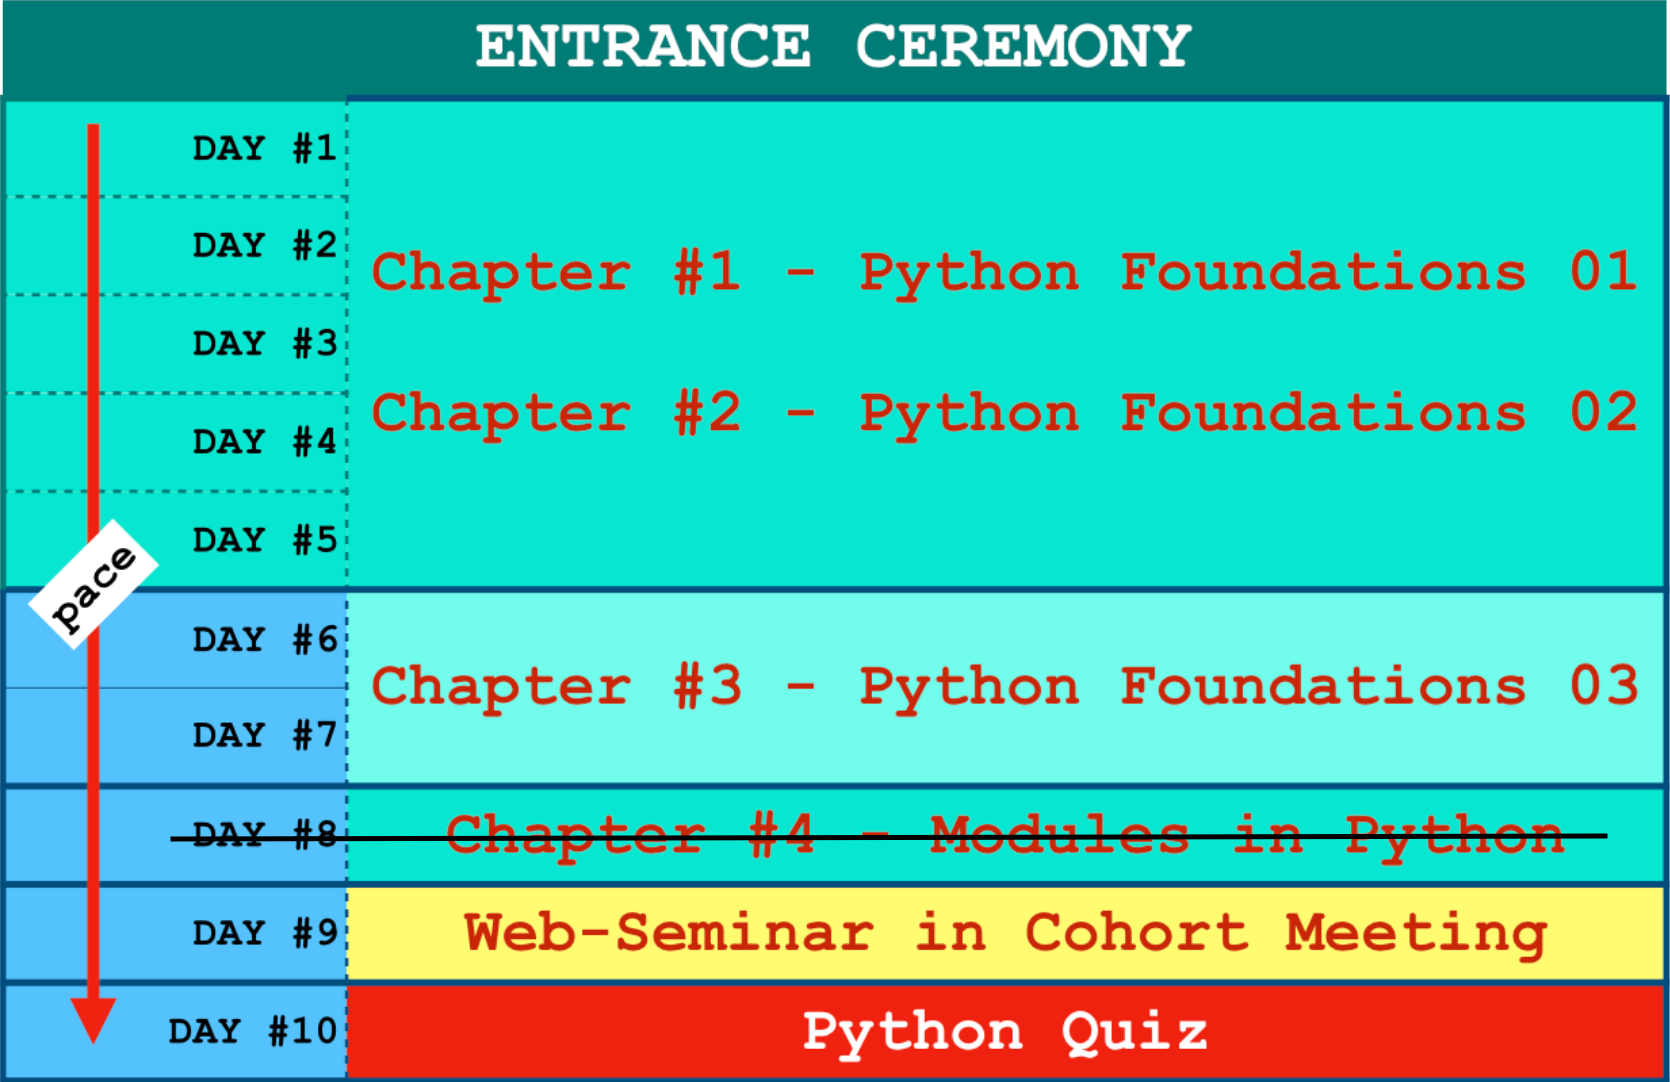 ENTRANCE CEREMONY
DAY #1
DAY #2
Chapter #1 - Python Foundations 01
DAY #3
Chapter #2 - Python Foundations 02
DAY #4
DAY #5
pace
DAY #6
Chapter #3 - Python Foundations 03
DAY #7
DAY #8 Chapter #4 - Modules in Python
DAY #9 Web-Seminar in Cohort Meeting
DAY #10 Python Quiz